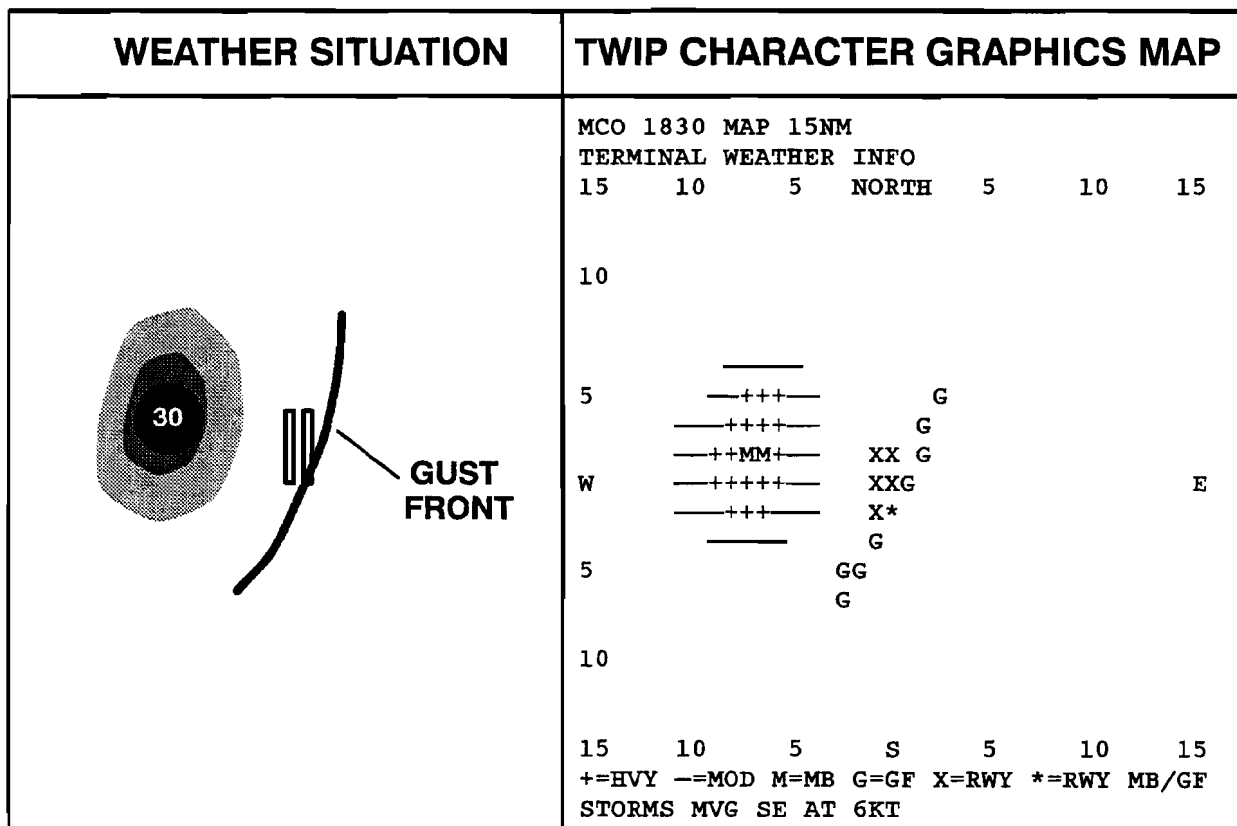 WEATHER SITUATION
TWIP CHARACTER GRAPHICS MAP
30
GUST
FRONT
MCO 1830 MAP 15NM
TERMINAL WEATHER INFO
15 10 5 NORTH 5 10 15
10
5 —+++— G
—++++— G
—++MM+— XX G
W —+++++— XXG E
—+++—— X*
—— G
5 GG
G
10
15 10 5 S 5 10 15
+=HVY —=MOD M=MB G=GF X=RWY *=RWY MB/GF
STORMS MVG SE AT 6KT